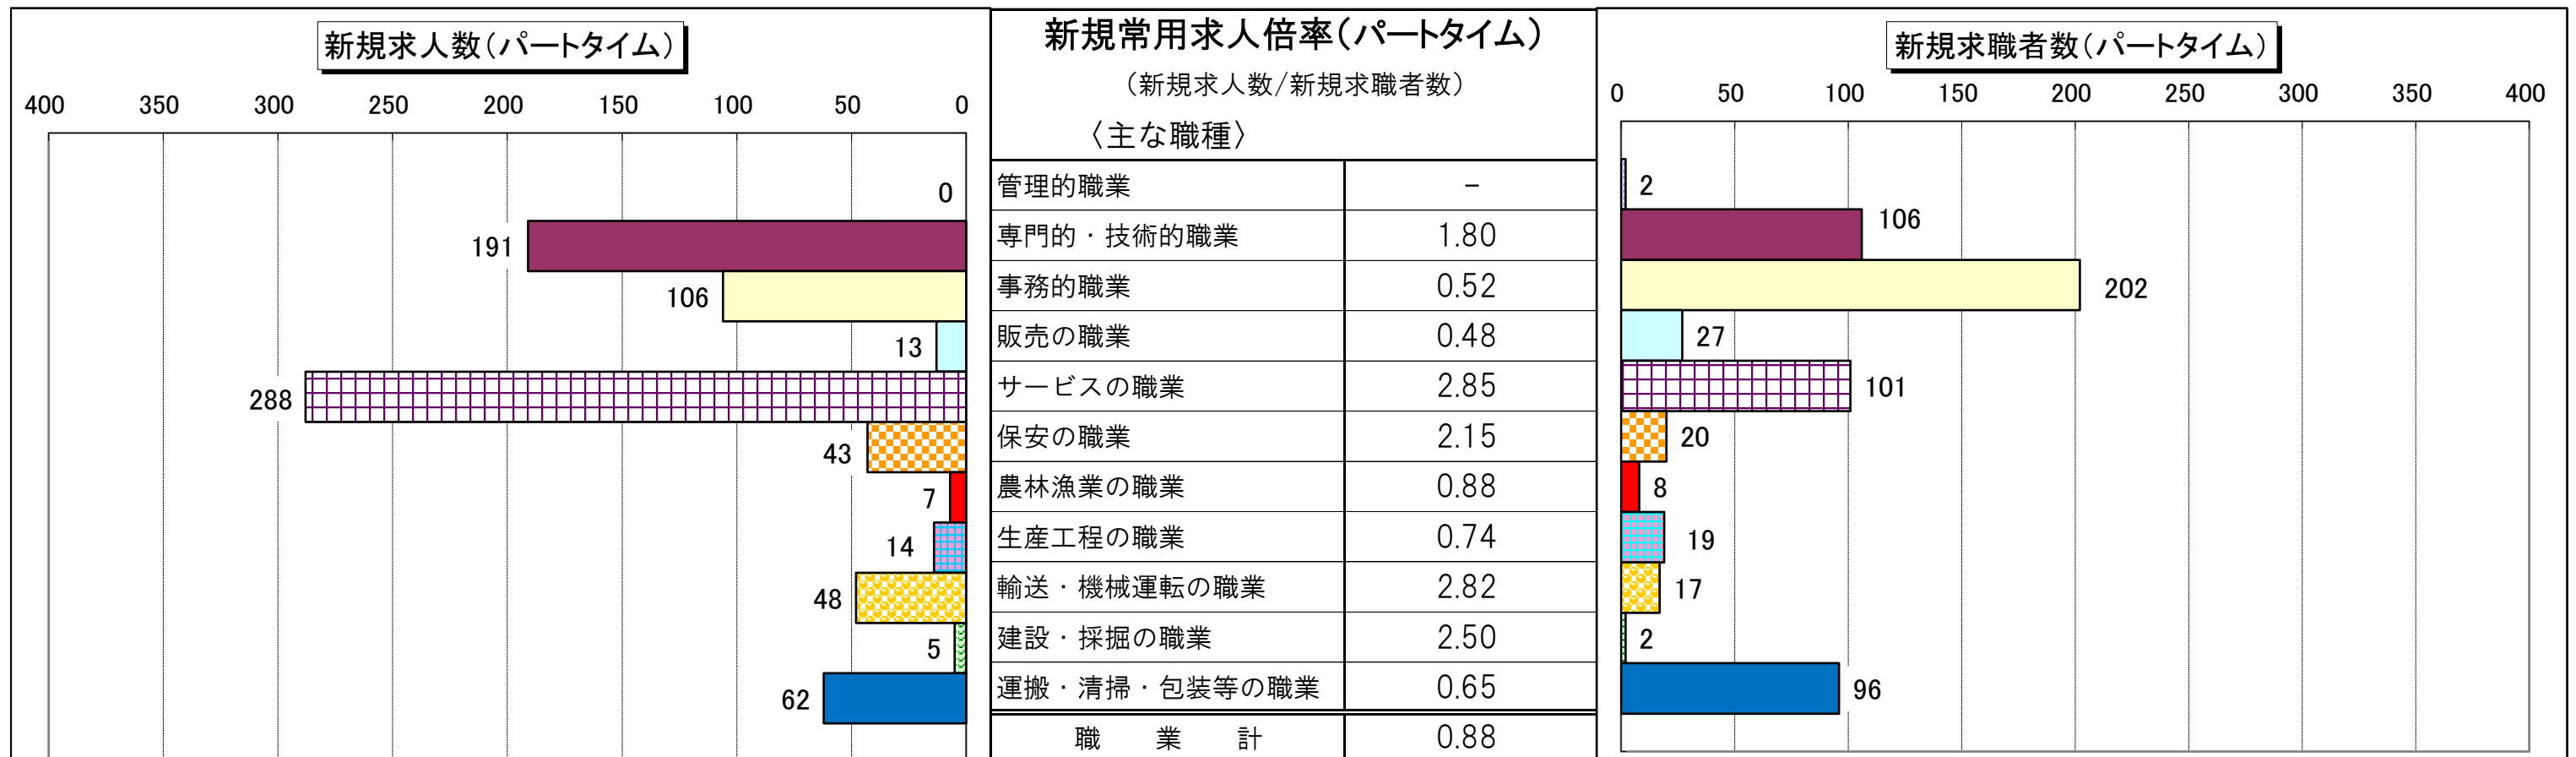 新規求人数(パートタイム)
400 350 300 250 200 150 100 50 0
0
191
106
13
288
43
7
14
48
5
62
新規常用求人倍率(パートタイム)
(新規求人数/新規求職者数)
〈主な職種〉
管理的職業 －
専門的・技術的職業 1.80
事務的職業 0.52
販売の職業 0.48
サービスの職業 2.85
保安の職業 2.15
農林漁業の職業 0.88
生産工程の職業 0.74
輸送・機械運転の職業 2.82
建設・採掘の職業 2.50
運搬・清掃・包装等の職業 0.65
職 業 計 0.88
新規求職者数(パートタイム)
0 50 100 150 200 250 300 350 400
2
106
202
27
101
20
8
19
17
2
96